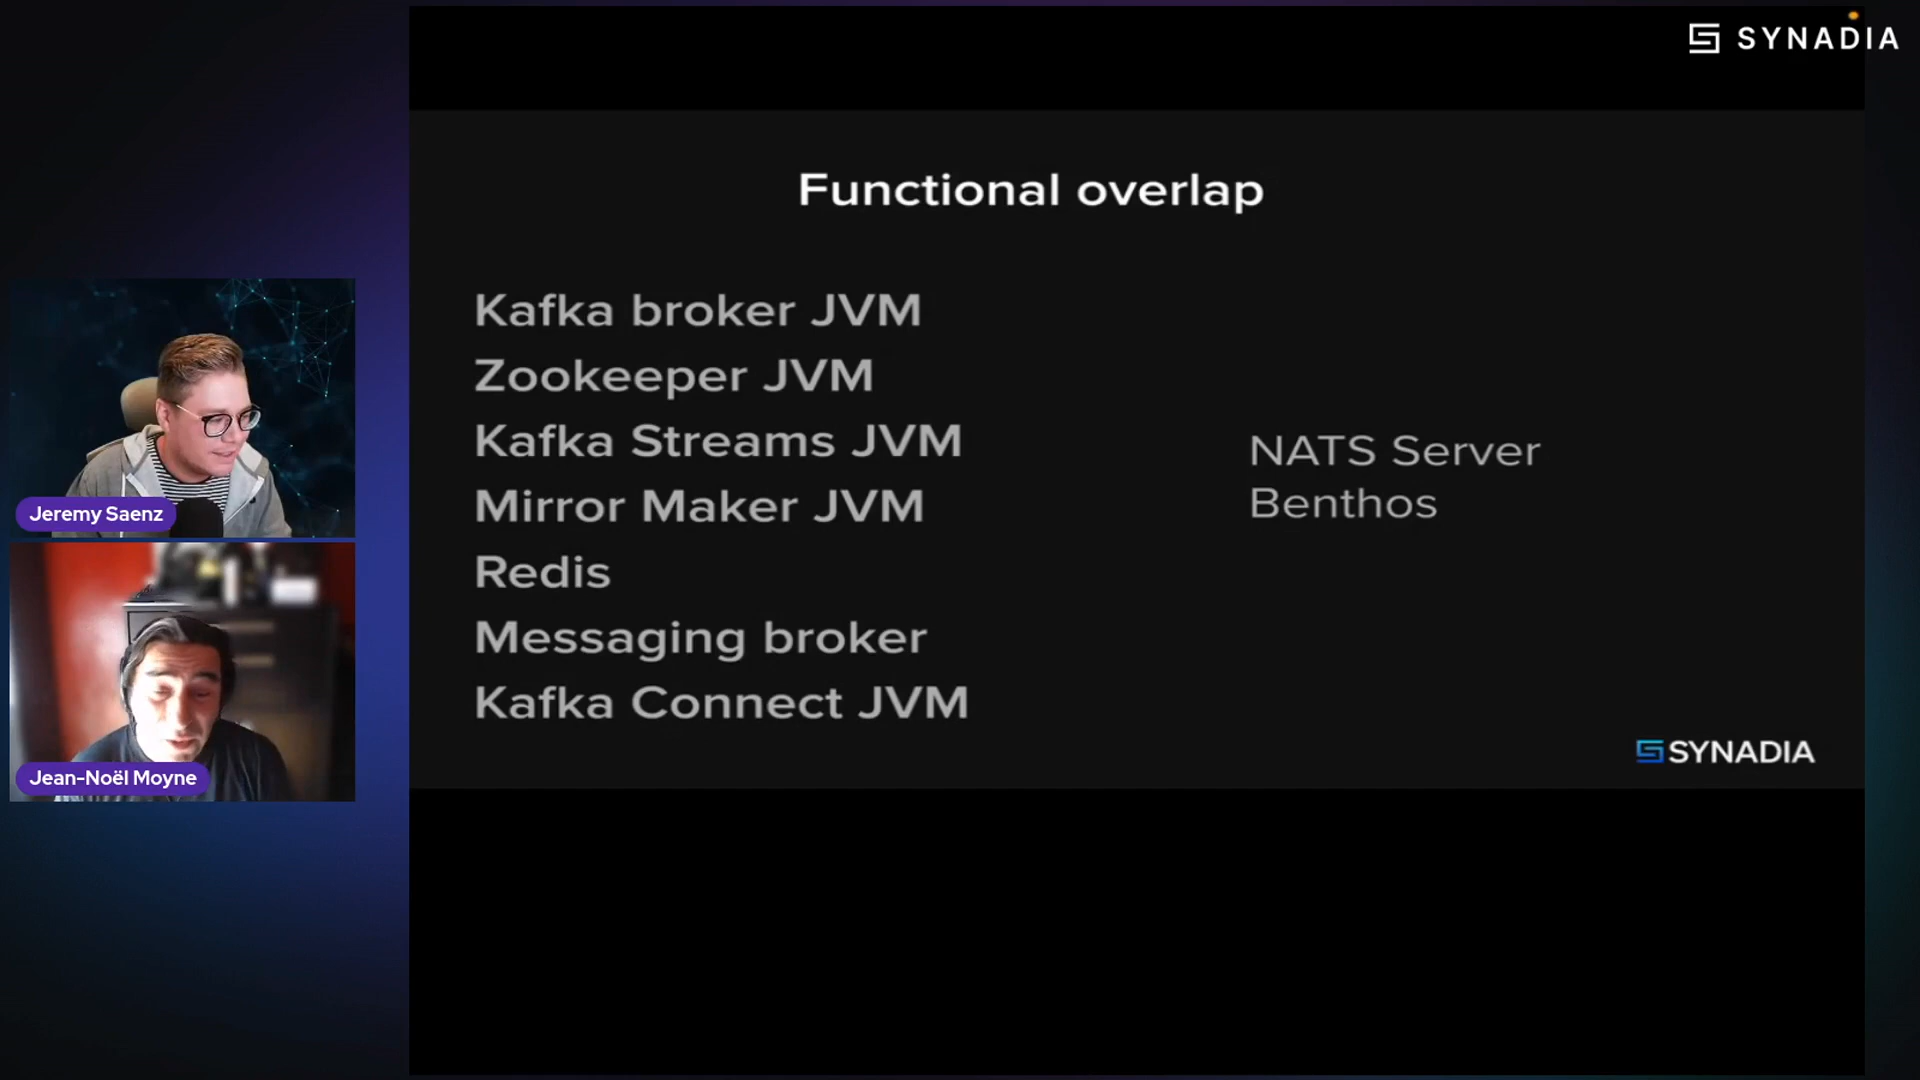 SYNADIA
Functional overlap
Kafka broker JVM
Zookeeper JVM
Kafka Streams JVM
Mirror Maker JVM
Redis
Messaging broker
Kafka Connect JVM
NATS Server
Benthos
SYNADIA
Jeremy Saenz
Jean-Noël Moyne